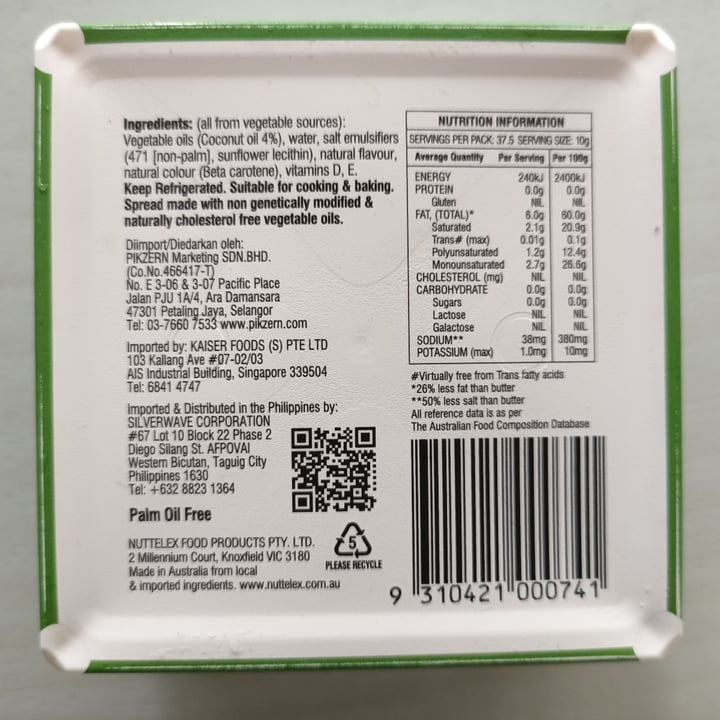 Ingredients: (all from vegetable sources):
Vegetable oils (Coconut oil 4%), water, salt emulsifiers
(471 [non-palm], sunflower lecithin), natural flavour,
natural colour (Beta carotene), vitamins D, E.
Keep Refrigerated. Suitable for cooking & baking.
Spread made with non genetically modified &
naturally cholesterol free vegetable oils.
Diimport/Diedarkan oleh:
PIKZERN Marketing SDN.BHD.
(Co.No.466417-T)
No. E 3-06 & 3-07 Pacific Place
Jalan PJU 1A/4, Ara Damansara
47301 Petaling Jaya, Selangor
Tel: 03-7660 7533 www.pikzern.com
Imported by: KAISER FOODS (S) PTE LTD
103 Kallang Ave #07-02/03
AIS Industrial Building, Singapore 339504
Tel: 6841 4747
Imported & Distributed in the Philippines by:
SILVERWAVE CORPORATION
#67 Lot 10 Block 22 Phase 2
Diego Silang St. AFPOVAI
Western Bicutan, Taguig City
Philippines 1630
Tel: +632 8823 1364
Palm Oil Free
NUTTELEX FOOD PRODUCTS PTY. LTD.
2 Millennium Court, Knoxfield VIC 3180
Made in Australia from local
& imported ingredients. www.nuttelex.com.au
5
PLEASE RECYCLE
NUTRITION INFORMATION
SERVINGS PER PACK: 37.5 SERVING SIZE: 10g
Average Quantity Per Serving Per 100g
ENERGY 240kJ 2400kJ
PROTEIN 0.0g 0.0g
Gluten NIL NIL
FAT, (TOTAL)* 6.0g 60.0g
Saturated 2.1g 20.9g
Trans# (max) 0.01g 0.1g
Polyunsaturated 1.2g 12.4g
Monounsaturated 2.7g 26.6g
CHOLESTEROL (mg) NIL NIL
CARBOHYDRATE 0.0g 0.0g
Sugars 0.0g 0.0g
Lactose NIL NIL
Galactose NIL NIL
SODIUM** 38mg 380mg
POTASSIUM (max) 1.0mg 10mg
#Virtually free from Trans fatty acids
*26% less fat than butter
**50% less salt than butter
All reference data is as per
The Australian Food Composition Database
9 310421 000741